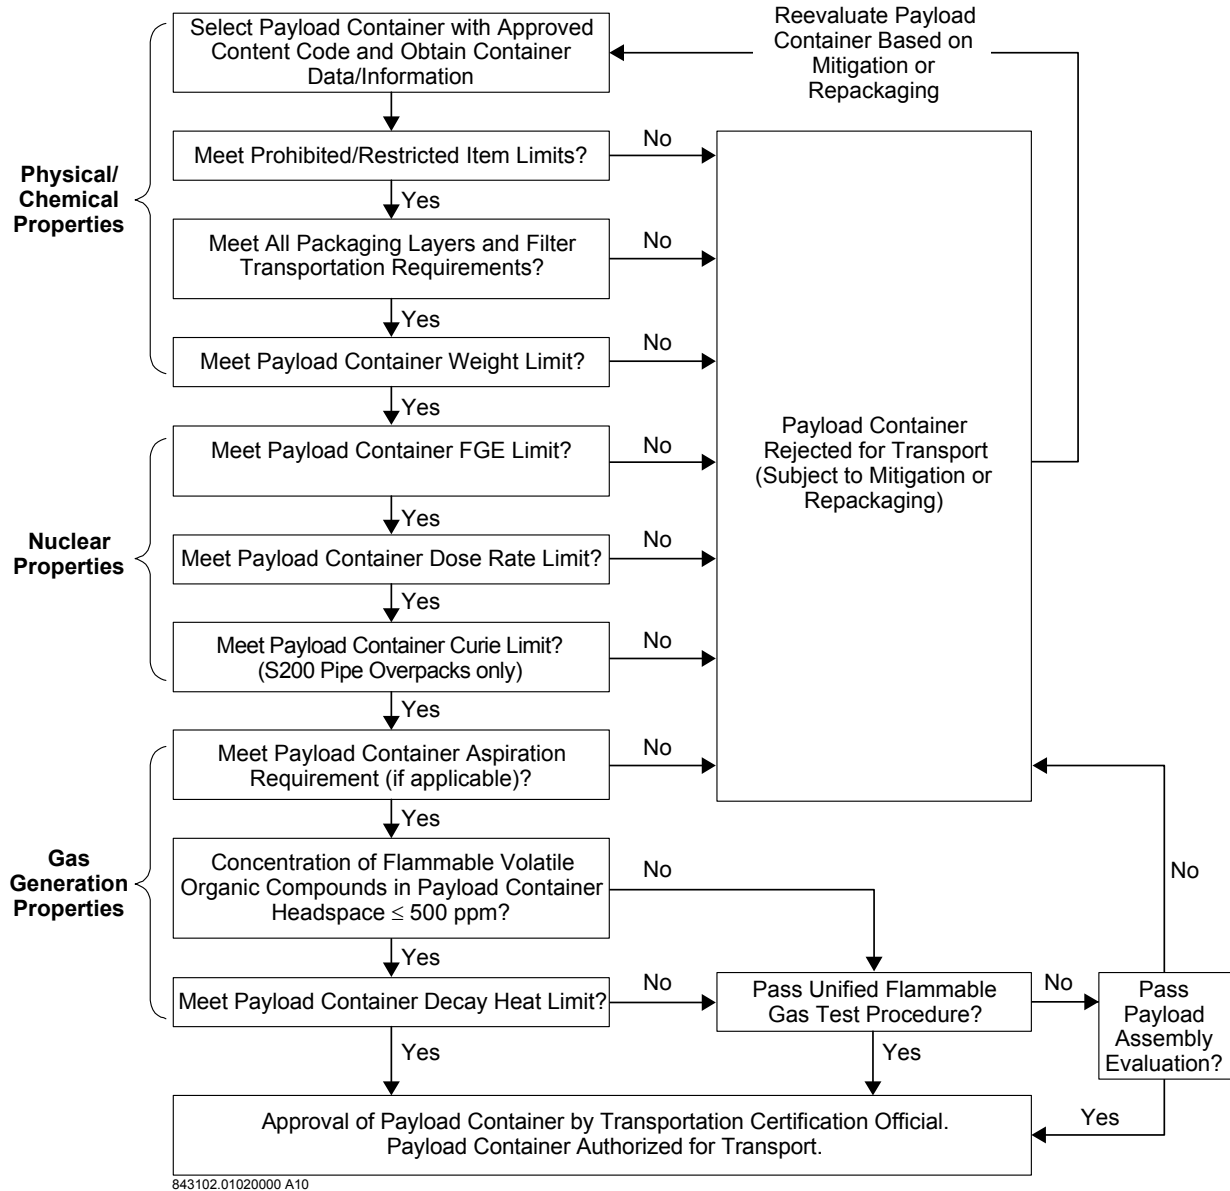 Select Payload Container with Approved
Content Code and Obtain Container
Data/Information
Reevaluate Payload
Container Based on
Mitigation or
Repackaging
Physical/
Chemical
Properties
Meet Prohibited/Restricted Item Limits?
No
Yes
Meet All Packaging Layers and Filter
Transportation Requirements?
No
Yes
Meet Payload Container Weight Limit?
No
Yes
Payload Container
Rejected for Transport
(Subject to Mitigation or
Repackaging)
Nuclear
Properties
Meet Payload Container FGE Limit?
No
Yes
Meet Payload Container Dose Rate Limit?
No
Yes
Meet Payload Container Curie Limit?
(S200 Pipe Overpacks only)
No
Yes
Gas
Generation
Properties
Meet Payload Container Aspiration
Requirement (if applicable)?
No
Yes
Concentration of Flammable Volatile
Organic Compounds in Payload Container
Headspace ≤ 500 ppm?
No
Yes
Meet Payload Container Decay Heat Limit?
No
Yes
Pass Unified Flammable
Gas Test Procedure?
No
Yes
Pass
Payload
Assembly
Evaluation?
No
Yes
Approval of Payload Container by Transportation Certification Official.
Payload Container Authorized for Transport.
843102.01020000 A10